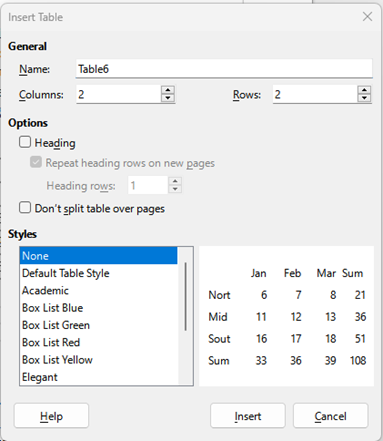 Insert Table
General
Name: Table6
Columns: 2 Rows: 2
Options
Heading
Repeat heading rows on new pages
Heading rows: 1
Don't split table over pages
Styles
None
Default Table Style
Academic
Box List Blue
Box List Green
Box List Red
Box List Yellow
Elegant
Jan Feb Mar Sum
Nort 6 7 8 21
Mid 11 12 13 36
Sout 16 17 18 51
Sum 33 36 39 108
Help Insert Cancel